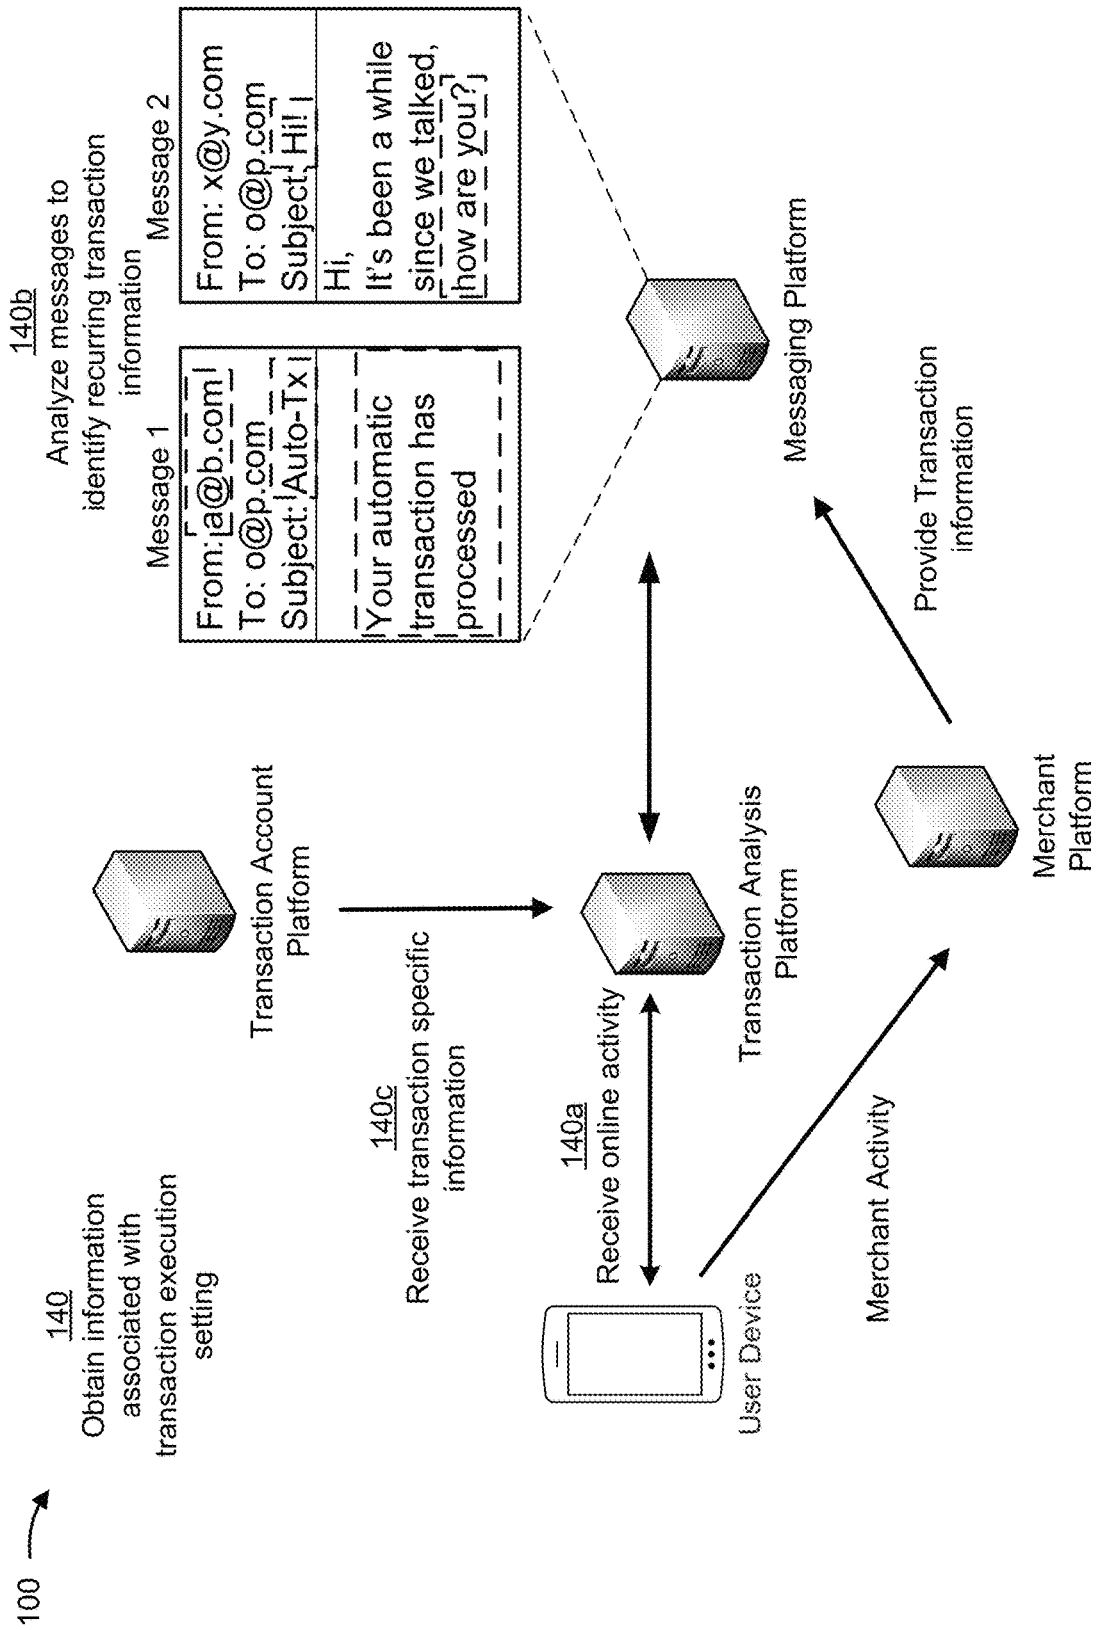 100
140
Obtain information
associated with
transaction execution
setting
140b
Analyze messages to
identify recurring transaction
information
Message 1
From: a@b.com
To: o@p.com
Subject: Auto-Tx
Your automatic
transaction has
processed
Message 2
From: x@y.com
To: o@p.com
Subject: Hi!
Hi,
It's been a while
since we talked,
how are you?
Transaction Account
Platform
140c
Receive transaction specific
information
140a
Receive online activity
User Device
Transaction Analysis
Platform
Messaging Platform
Merchant Activity
Merchant
Platform
Provide Transaction
information